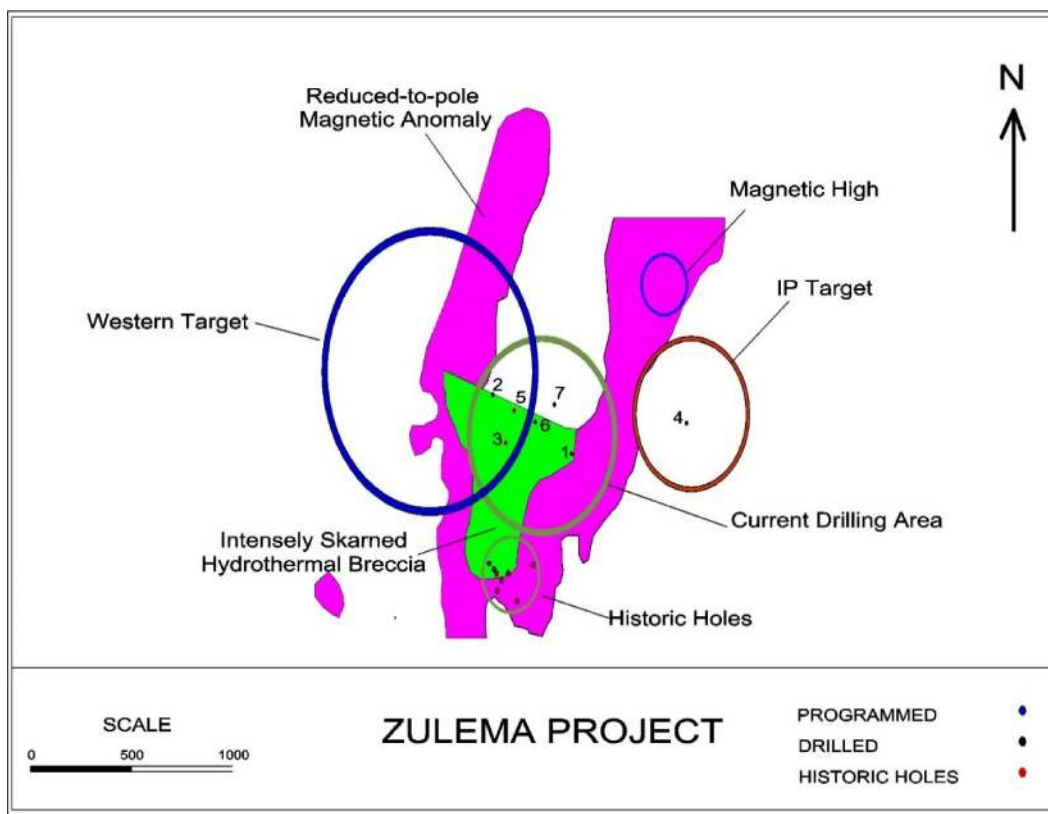 Reduced-to-pole
Magnetic Anomaly
N
Magnetic High
IP Target
Western Target
2
7
5
6
4
3
1
Current Drilling Area
Intensely Skarned
Hydrothermal Breccia
Historic Holes
SCALE
0 500 1000
ZULEMA PROJECT
PROGRAMMED
DRILLED
HISTORIC HOLES